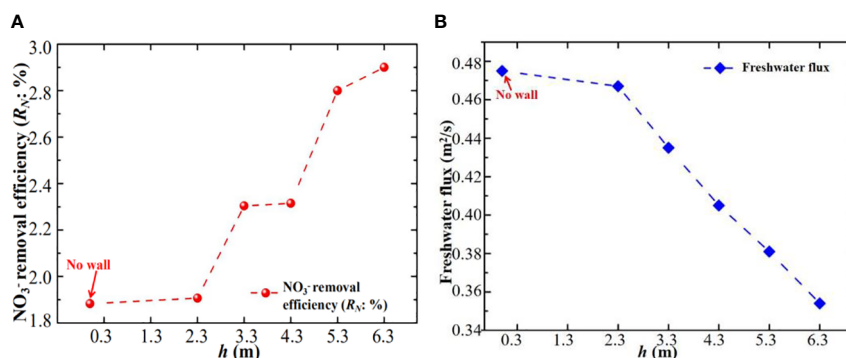 A
NO3- removal efficiency (RN: %)
3.0
2.8
2.6
2.4
2.2
2.0
1.8
No wall
NO3- removal
efficiency (RN: %)
0.3 1.3 2.3 3.3 4.3 5.3 6.3
h (m)
B
Freshwater flux (m²/s)
0.48
0.46
0.44
0.42
0.40
0.38
0.36
0.34
No wall
Freshwater flux
0.3 1.3 2.3 3.3 4.3 5.3 6.3
h (m)